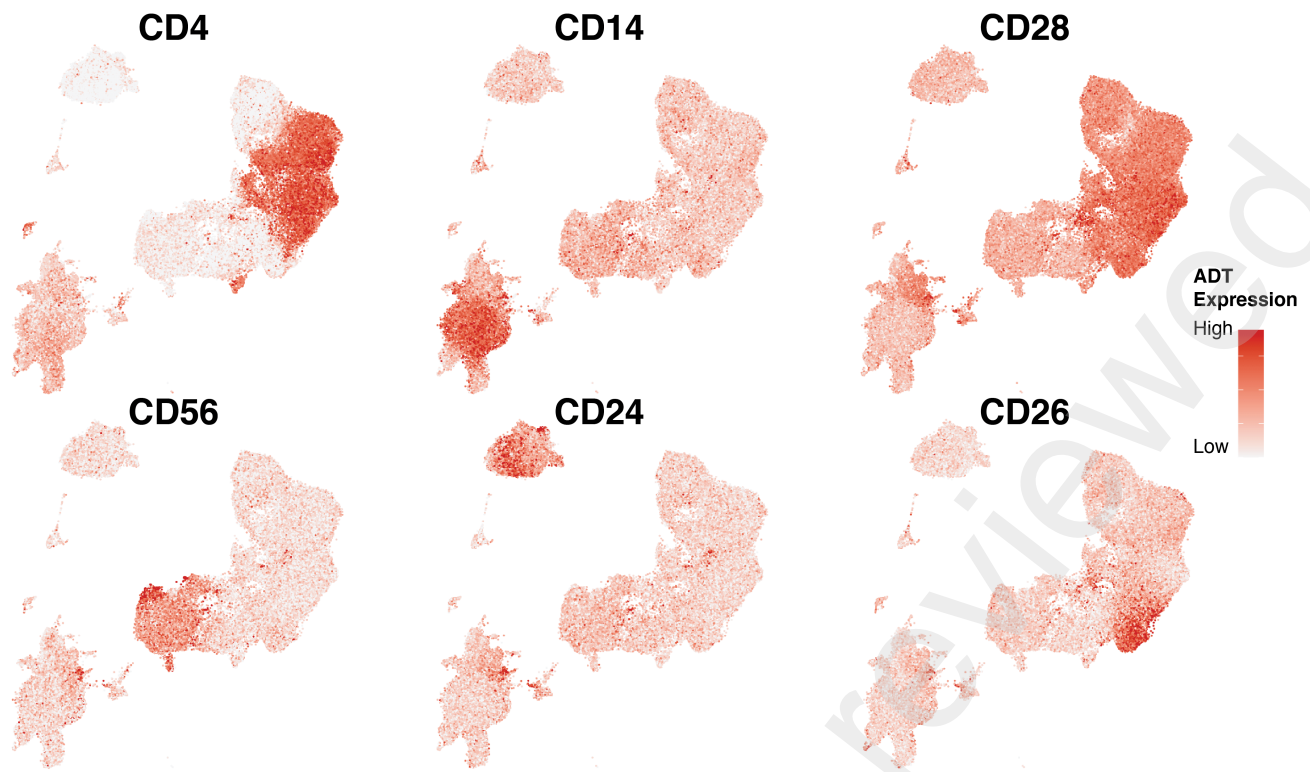 CD4
CD14
CD28
ADT
Expression
High
Low
CD56
CD24
CD26
reviewed